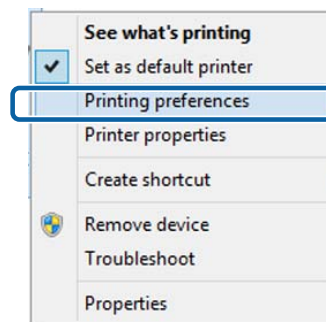 See what's printing
Set as default printer
Printing preferences
Printer properties
Create shortcut
Remove device
Troubleshoot
Properties